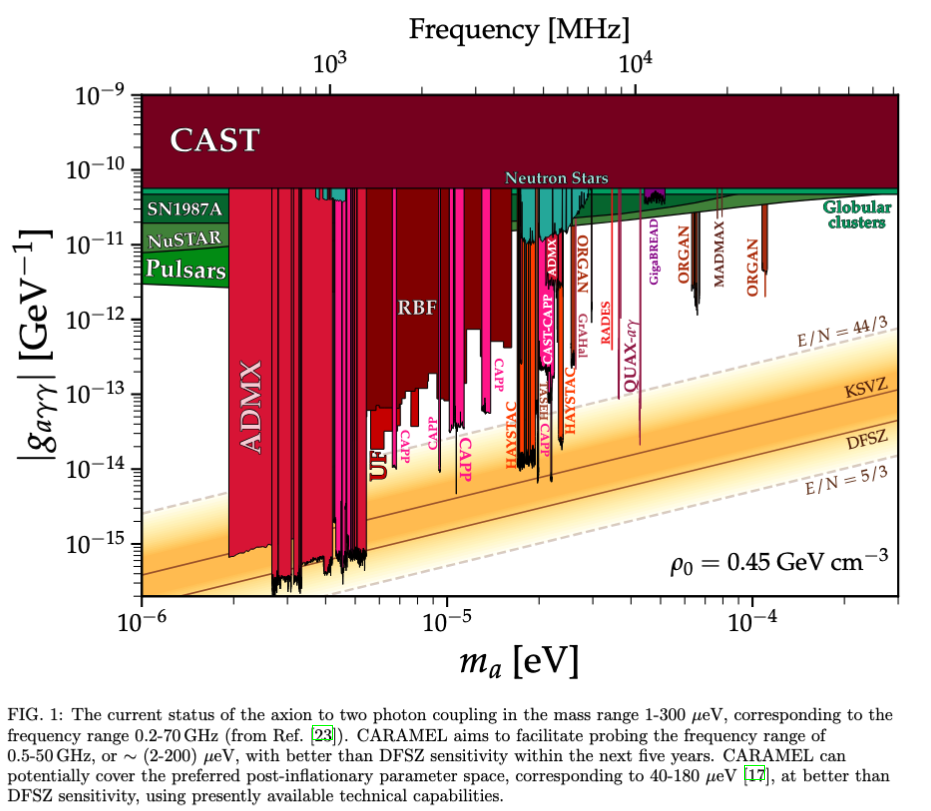 Frequency [MHz]
10³ 10⁴
10⁻⁹
10⁻¹⁰
10⁻¹¹
10⁻¹²
10⁻¹³
10⁻¹⁴
10⁻¹⁵
|g_{aγγ}| [GeV⁻¹]
CAST
Neutron Stars
SN1987A
NuSTAR
Pulsars
Globular
clusters
ADMX
RBF
UF
CAPP
CAPP
CAPP
CAPP
HAYSTAC
TASEH
CAPP
CAST-CAPP
ADMX
HAYSTAC
ORGAN
GrAHal
RADES
QUAX-aγ
GigaBREAD
ORGAN
MADMAX
ORGAN
E/N = 44/3
KSVZ
DFSZ
E/N = 5/3
ρ₀ = 0.45 GeV cm⁻³
10⁻⁶ 10⁻⁵ 10⁻⁴
mₐ [eV]
FIG. 1: The current status of the axion to two photon coupling in the mass range 1-300 μeV, corresponding to the
frequency range 0.2-70 GHz (from Ref. [23]). CARAMEL aims to facilitate probing the frequency range of
0.5-50 GHz, or ∼ (2-200) μeV, with better than DFSZ sensitivity within the next five years. CARAMEL can
potentially cover the preferred post-inflationary parameter space, corresponding to 40-180 μeV [17], at better than
DFSZ sensitivity, using presently available technical capabilities.